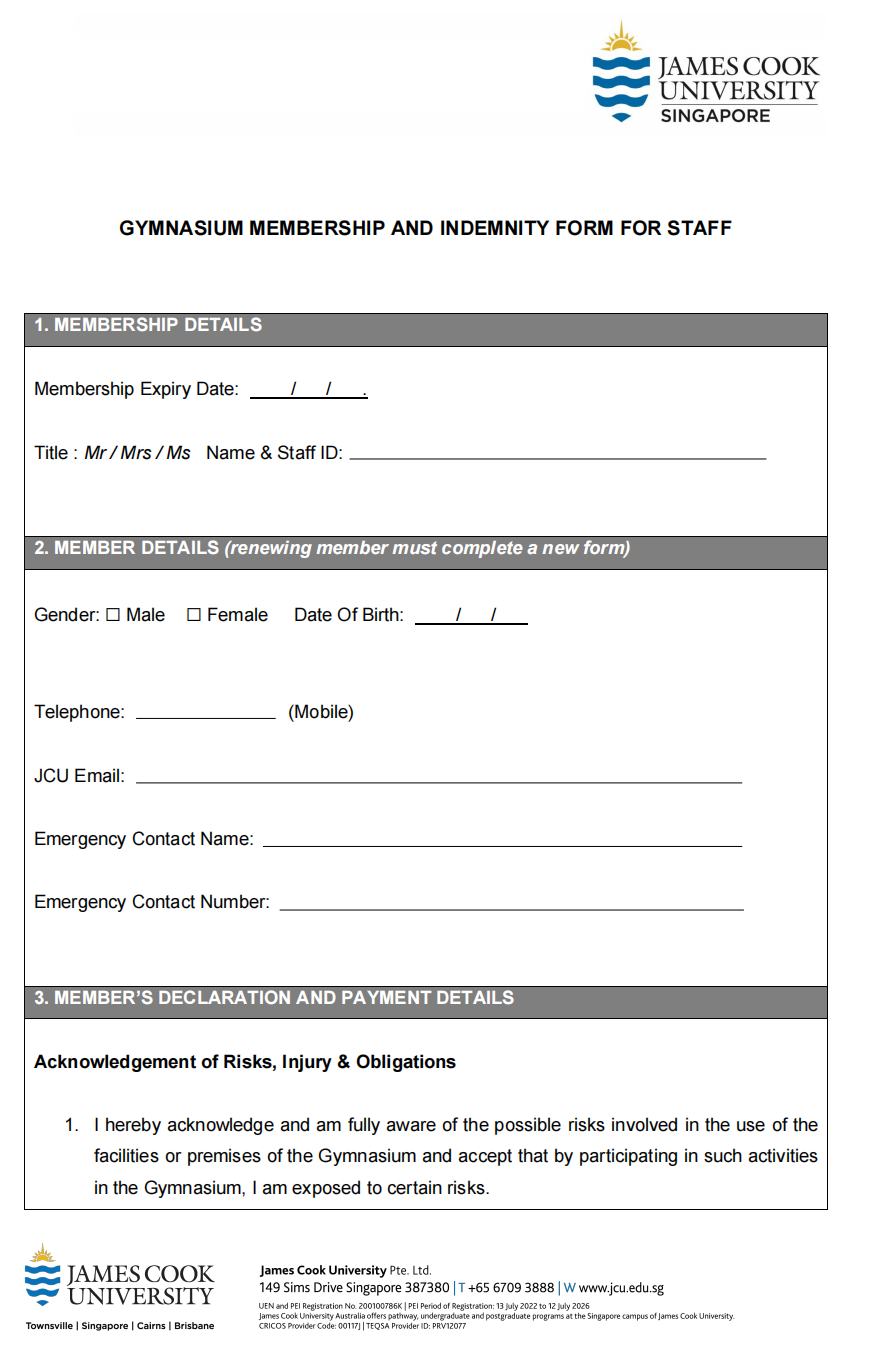 JAMES COOK
UNIVERSITY
SINGAPORE
GYMNASIUM MEMBERSHIP AND INDEMNITY FORM FOR STAFF
1. MEMBERSHIP DETAILS
Membership Expiry Date: ____/___/___.
Title : Mr / Mrs / Ms Name & Staff ID: ____________________
2. MEMBER DETAILS (renewing member must complete a new form)
Gender: ☐ Male ☐ Female Date Of Birth: ____/___/___
Telephone: ______________ (Mobile)
JCU Email: ____________________
Emergency Contact Name: ____________________
Emergency Contact Number: ____________________
3. MEMBER’S DECLARATION AND PAYMENT DETAILS
Acknowledgement of Risks, Injury & Obligations
1. I hereby acknowledge and am fully aware of the possible risks involved in the use of the
facilities or premises of the Gymnasium and accept that by participating in such activities
in the Gymnasium, I am exposed to certain risks.
JAMES COOK
UNIVERSITY
Townsville | Singapore | Cairns | Brisbane
James Cook University Pte. Ltd.
149 Sims Drive Singapore 387380 | T +65 6709 3888 | W www.jcu.edu.sg
UEN and PEI Registration No. 200100786K | PEI Period of Registration: 13 July 2022 to 12 July 2026
James Cook University Australia offers pathway, undergraduate and postgraduate programs at the Singapore campus of James Cook University.
CRICOS Provider Code: 00117J | TEQSA Provider ID: PRV12077